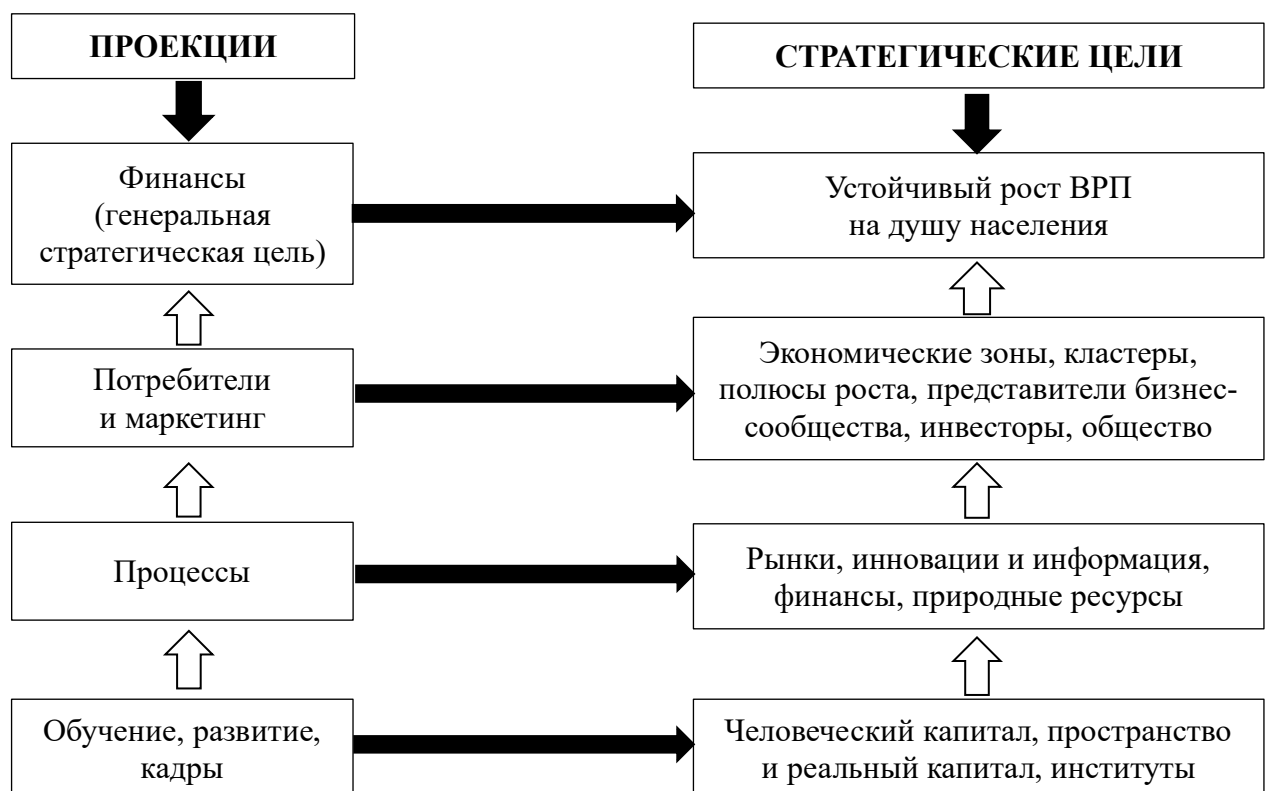 ПРОЕКЦИИ
СТРАТЕГИЧЕСКИЕ ЦЕЛИ
Финансы
(генеральная
стратегическая цель)
Устойчивый рост ВРП
на душу населения
Потребители
и маркетинг
Экономические зоны, кластеры,
полюсы роста, представители бизнес-
сообщества, инвесторы, общество
Процессы
Рынки, инновации и информация,
финансы, природные ресурсы
Обучение, развитие,
кадры
Человеческий капитал, пространство
и реальный капитал, институты